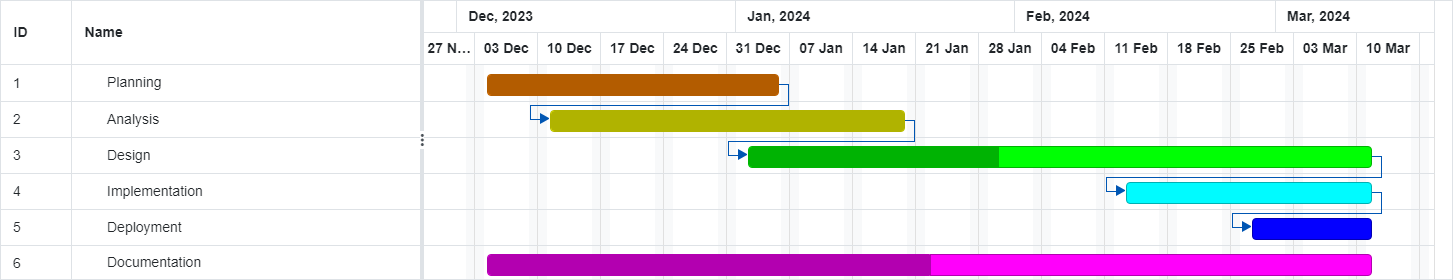 ID Name Dec, 2023 Jan, 2024 Feb, 2024 Mar, 2024
27 N... 03 Dec 10 Dec 17 Dec 24 Dec 31 Dec 07 Jan 14 Jan 21 Jan 28 Jan 04 Feb 11 Feb 18 Feb 25 Feb 03 Mar 10 Mar
1 Planning
2 Analysis
3 Design
4 Implementation
5 Deployment
6 Documentation